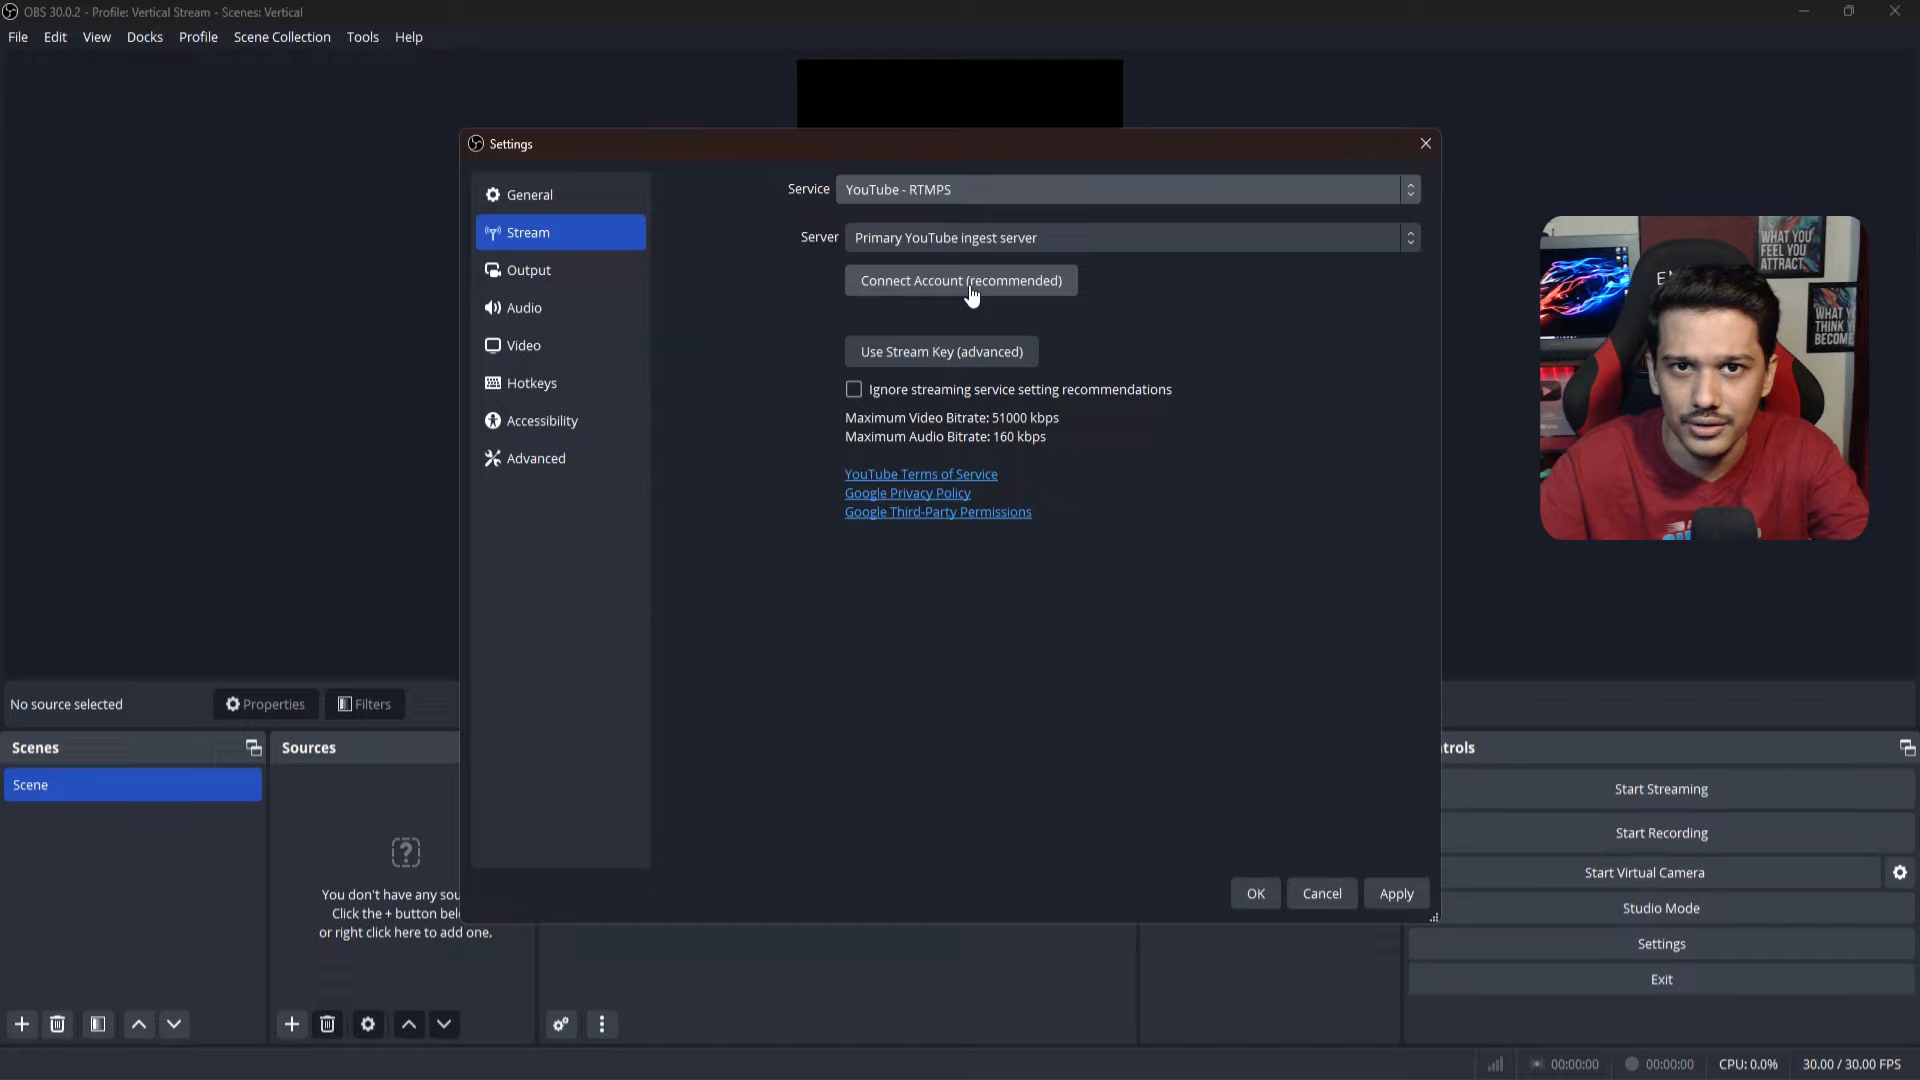 OBS 30.0.2 - Profile: Vertical Stream - Scenes: Vertical
File Edit View Docks Profile Scene Collection Tools Help
Settings
General
Stream
Output
Audio
Video
Hotkeys
Accessibility
Advanced
Service YouTube - RTMPS
Server Primary YouTube ingest server
Connect Account (recommended)
Use Stream Key (advanced)
Ignore streaming service setting recommendations
Maximum Video Bitrate: 51000 kbps
Maximum Audio Bitrate: 160 kbps
YouTube Terms of Service
Google Privacy Policy
Google Third-Party Permissions
OK Cancel Apply
WHAT YOU
FEEL YOU
ATTRACT.
WHAT Y
THINK
BECOME
No source selected Properties Filters
Scenes
Scene
Sources
You don't have any sou
Click the + button bel
or right click here to add one.
trols
Start Streaming
Start Recording
Start Virtual Camera
Studio Mode
Settings
Exit
00:00:00 00:00:00 CPU: 0.0% 30.00 / 30.00 FPS